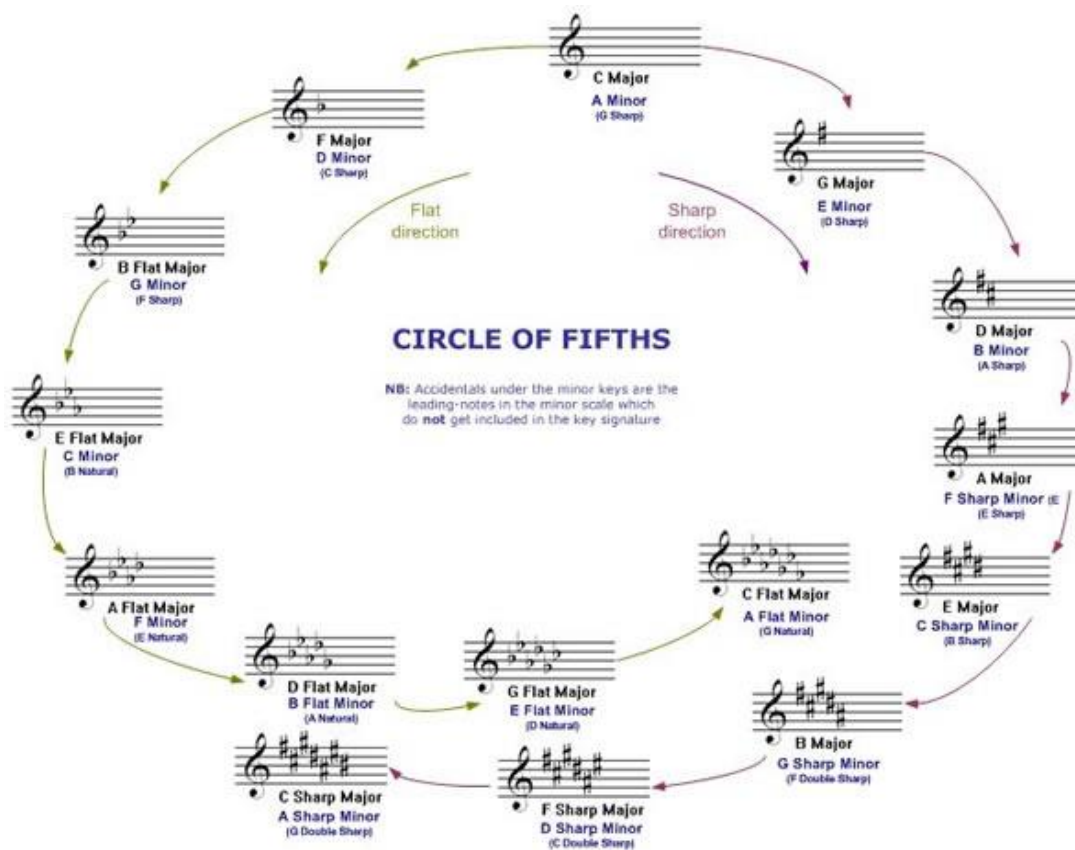 C Major
A Minor
(G Sharp)
F Major
D Minor
(C Sharp)
G Major
E Minor
(D Sharp)
Flat
direction
Sharp
direction
B Flat Major
G Minor
(F Sharp)
D Major
B Minor
(A Sharp)
CIRCLE OF FIFTHS
NB: Accidentals under the minor keys are the
leading-notes in the minor scale which
do not get included in the key signature
E Flat Major
C Minor
(B Natural)
A Major
F Sharp Minor (E
(E Sharp)
A Flat Major
F Minor
(E Natural)
C Flat Major
A Flat Minor
(G Natural)
E Major
C Sharp Minor
(B Sharp)
D Flat Major
B Flat Minor
(A Natural)
G Flat Major
E Flat Minor
(D Natural)
B Major
G Sharp Minor
(F Double Sharp)
C Sharp Major
A Sharp Minor
(G Double Sharp)
F Sharp Major
D Sharp Minor
(C Double Sharp)